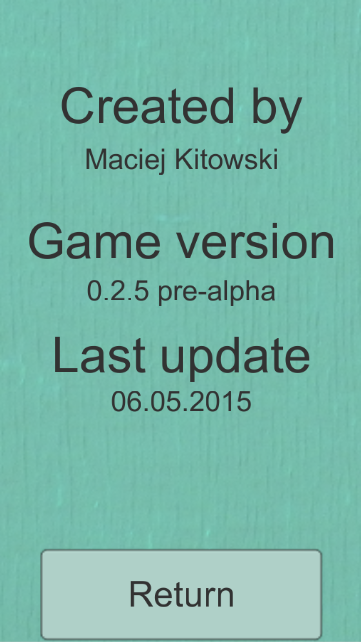 Created by
Maciej Kitowski
Game version
0.2.5 pre-alpha
Last update
06.05.2015
Return